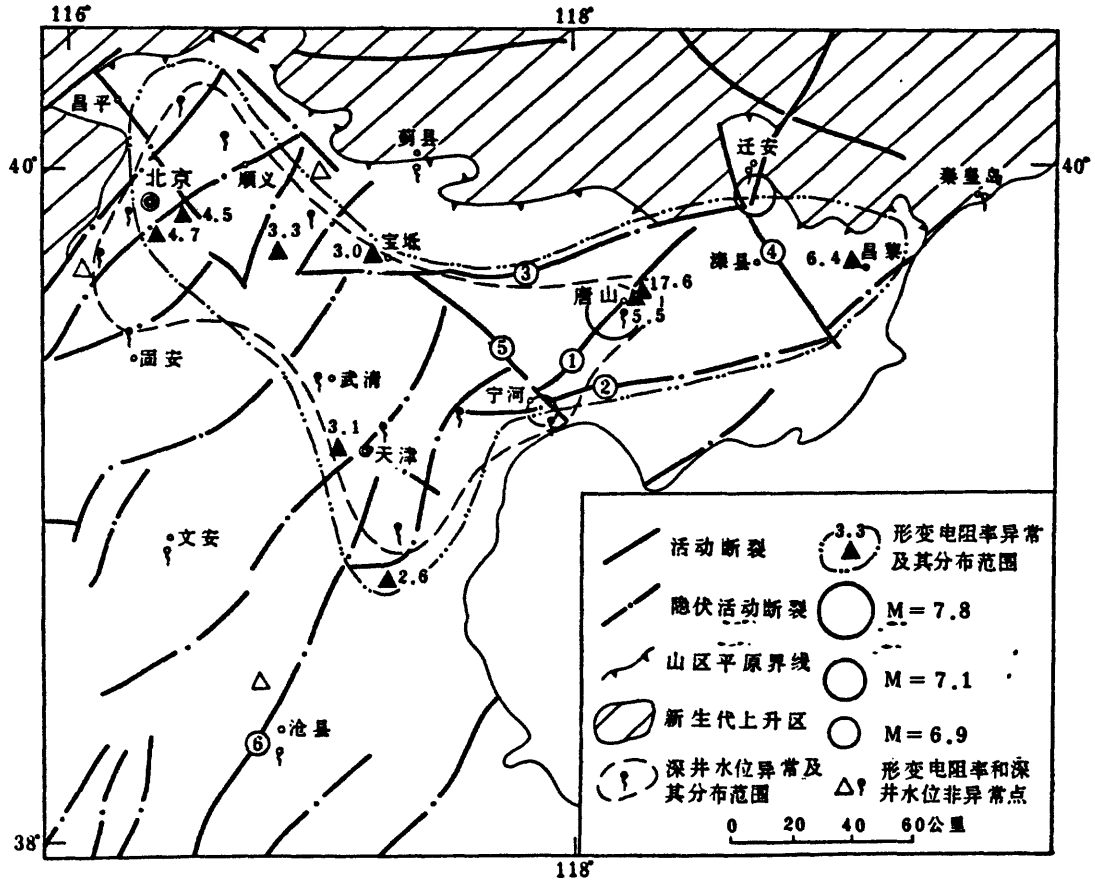 116°
118°
昌平
蓟县
迁安
40°
40°
北京
顺义
秦皇岛
4.5
4.7
3.3
3.0
宝坻
③
滦县
④
6.4
昌黎
唐山
17.6
5.5
固安
⑤
①
②
武清
宁河
3.1
天津
文安
2.6
沧县
⑥
活动断裂
3.3
形变电阻率异常
及其分布范围
隐伏活动断裂
M=7.8
山区平原界线
M=7.1
新生代上升区
M=6.9
深井水位异常及
其分布范围
形变电阻率和深
井水位非异常点
0 20 40 60公里
38°
118°